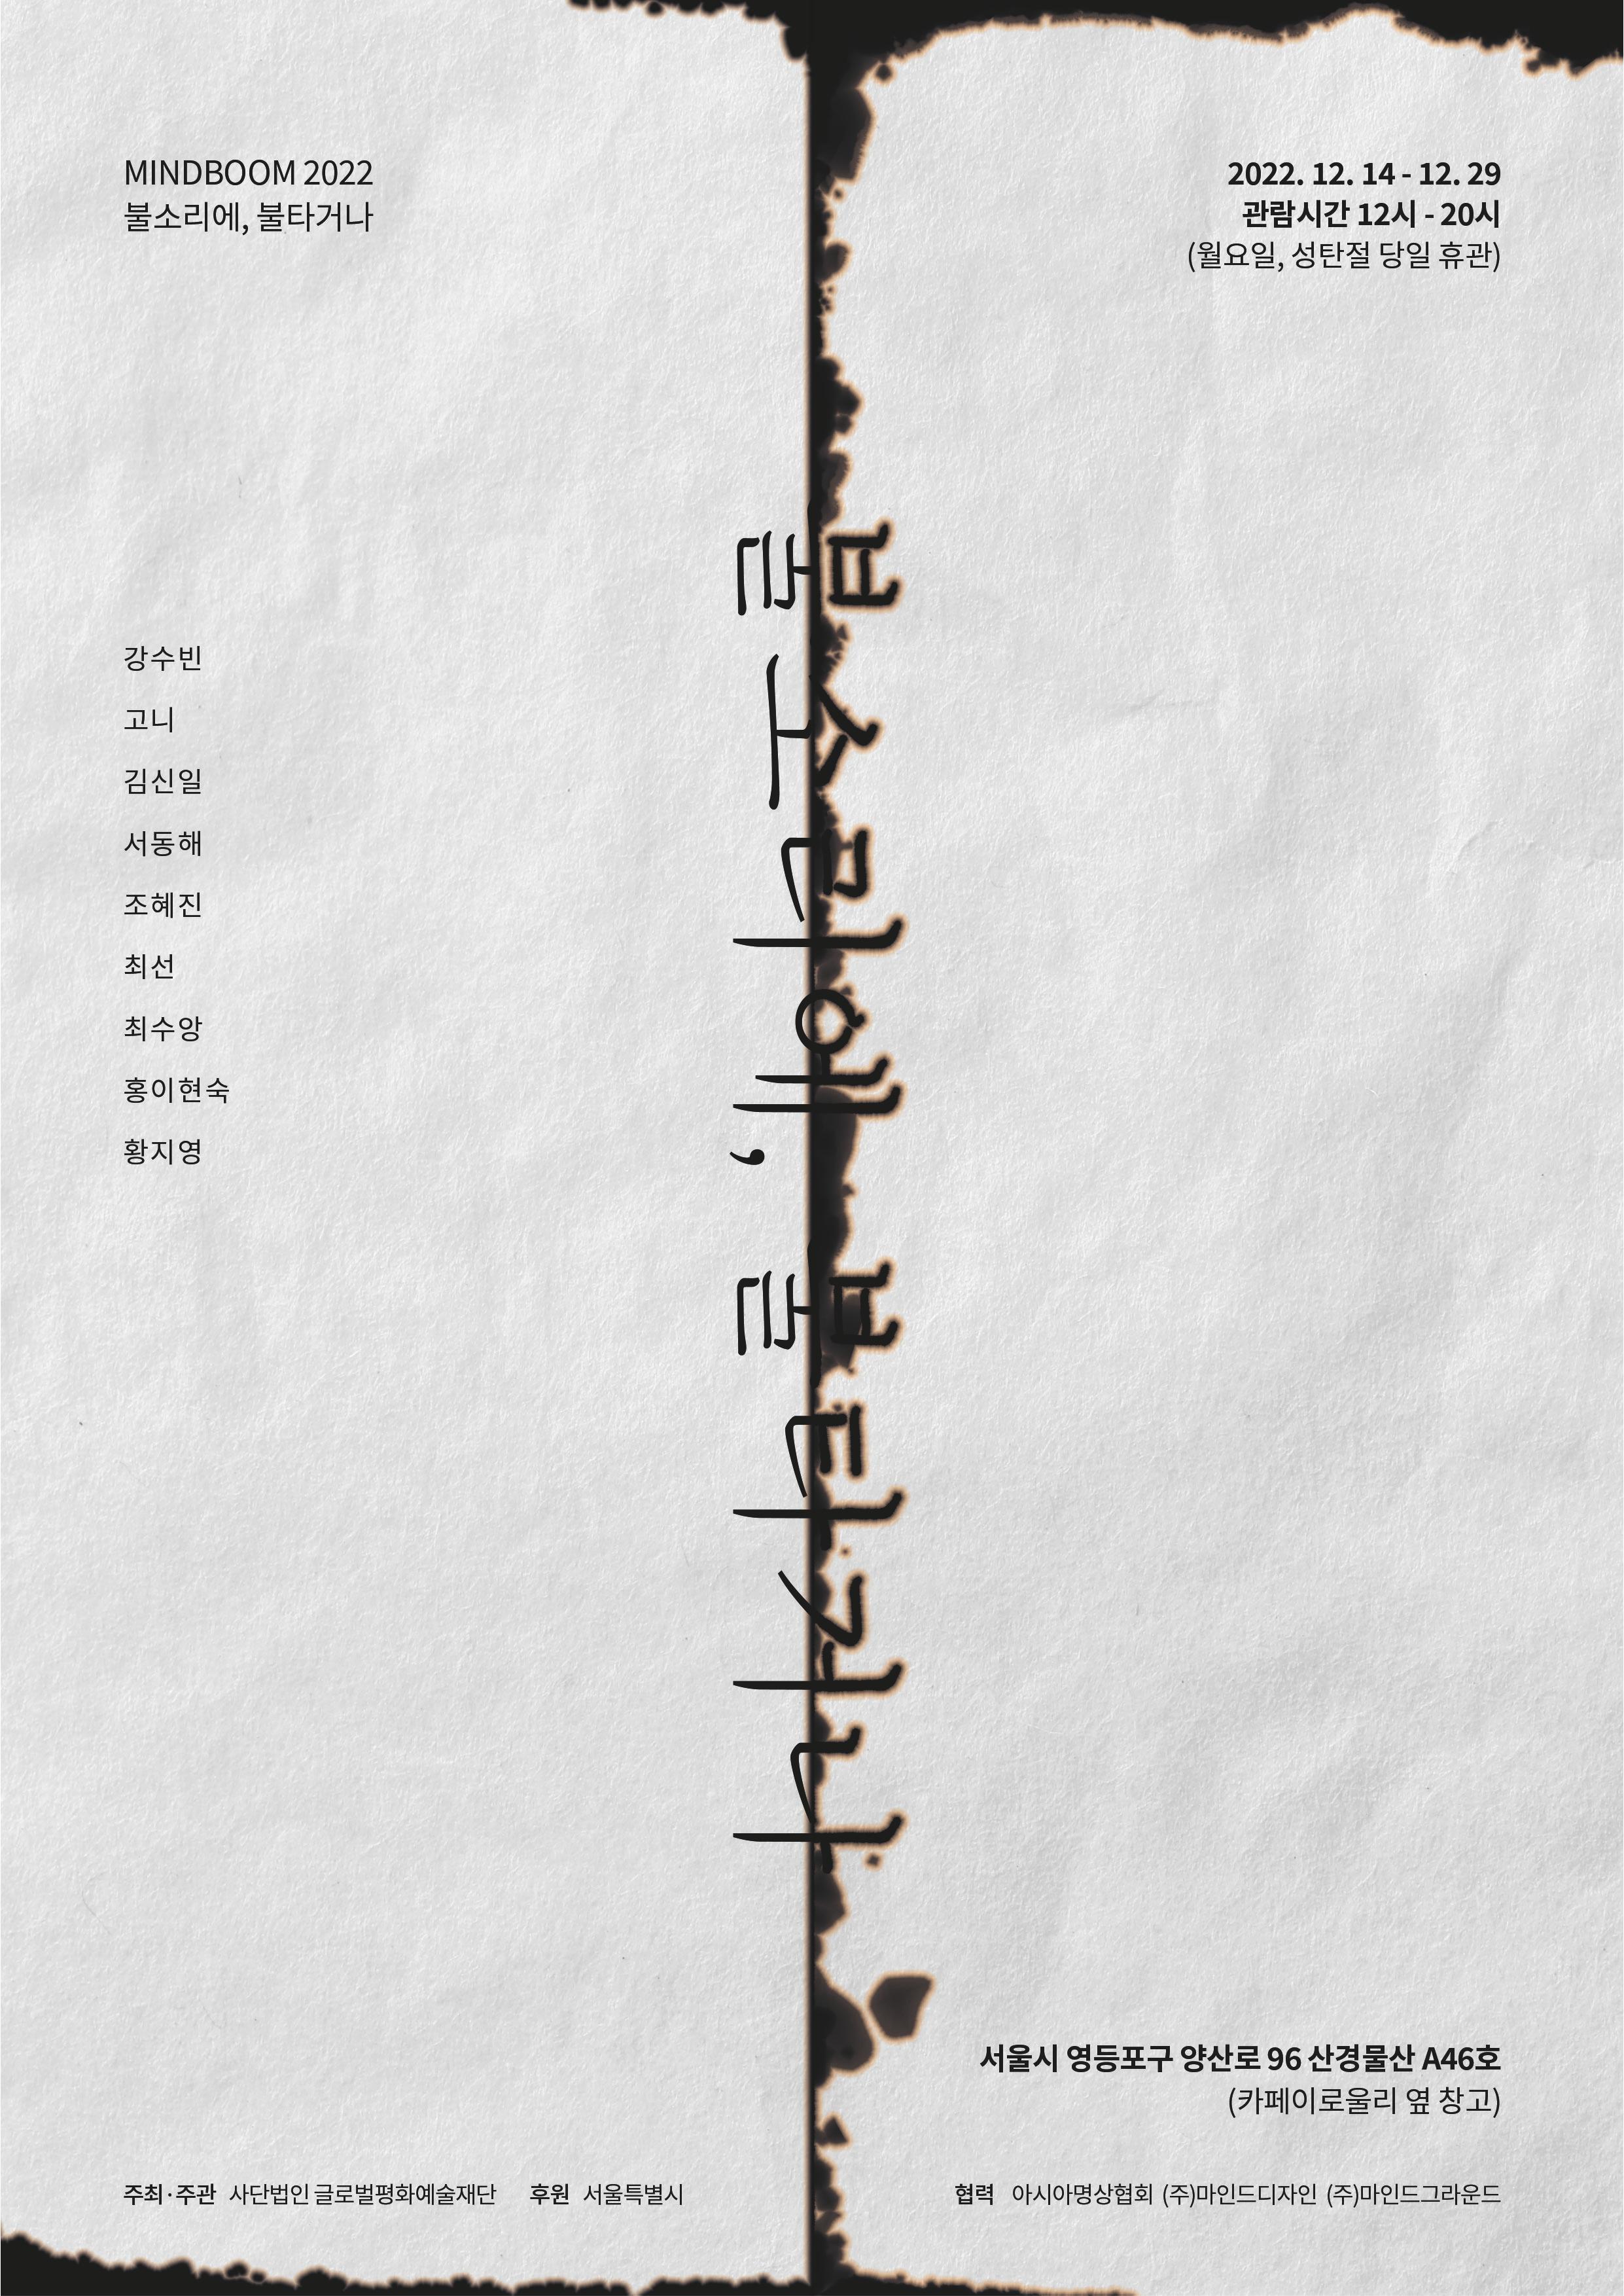 MINDBOOM 2022
불소리에, 불타거나
2022. 12. 14 - 12. 29
관람시간 12시 - 20시
(월요일, 성탄절 당일 휴관)
강수빈
고니
김신일
서동해
조혜진
최선
최수앙
홍이현숙
황지영
불소리에, 불타거나
서울시 영등포구 양산로 96 산경물산 A46호
(카페이로울리 옆 창고)
주최·주관 사단법인 글로벌평화예술재단 후원 서울특별시
협력 아시아명상협회 (주)마인드디자인 (주)마인드그라운드